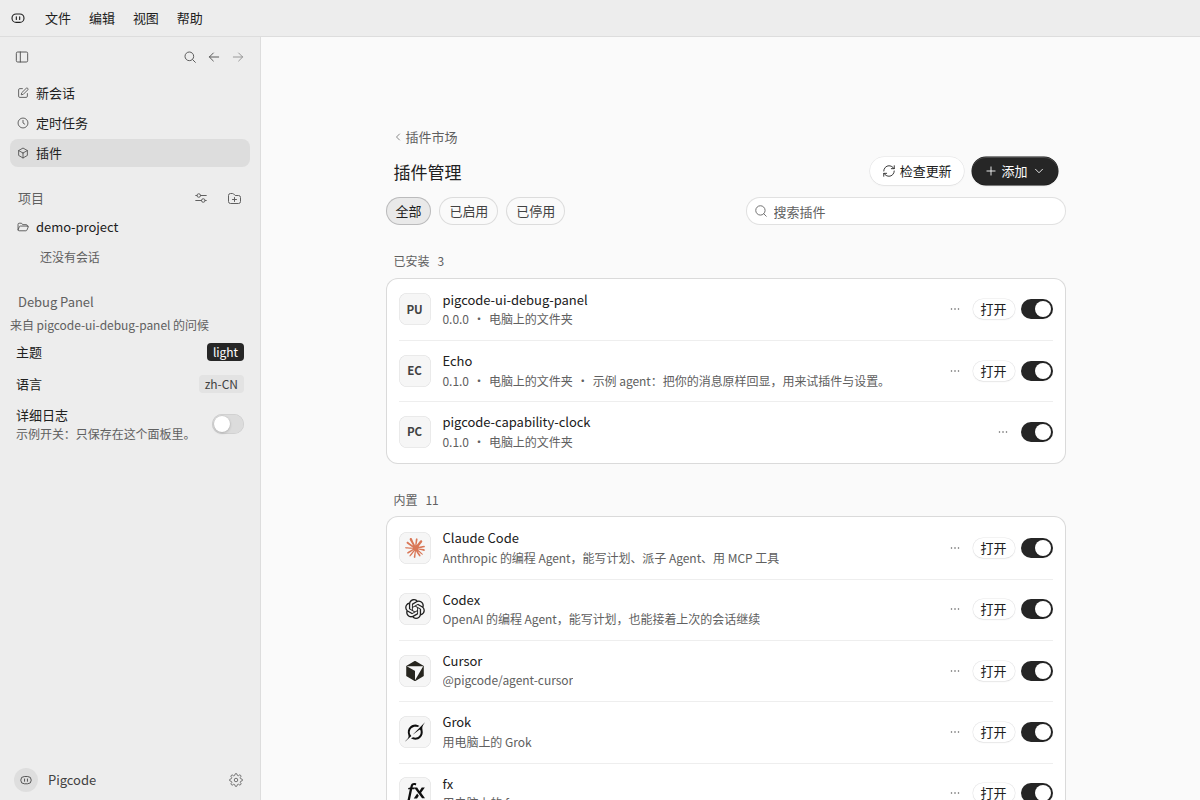 文件 编辑 视图 帮助
新会话
定时任务
插件
项目
demo-project
还没有会话
Debug Panel
来自 pigcode-ui-debug-panel 的问候
主题 light
语言 zh-CN
详细日志
示例开关：只保存在这个面板里。
Pigcode
插件市场
插件管理
检查更新
添加
全部 已启用 已停用
搜索插件
已安装 3
PU
pigcode-ui-debug-panel
0.0.0 · 电脑上的文件夹
打开
EC
Echo
0.1.0 · 电脑上的文件夹 · 示例 agent：把你的消息原样回显，用来试插件与设置。
打开
PC
pigcode-capability-clock
0.1.0 · 电脑上的文件夹
内置 11
Claude Code
Anthropic 的编程 Agent，能写计划、派子 Agent、用 MCP 工具
打开
Codex
OpenAI 的编程 Agent，能写计划，也能接着上次的会话继续
打开
Cursor
@pigcode/agent-cursor
打开
Grok
用电脑上的 Grok
打开
fx
fx
打开